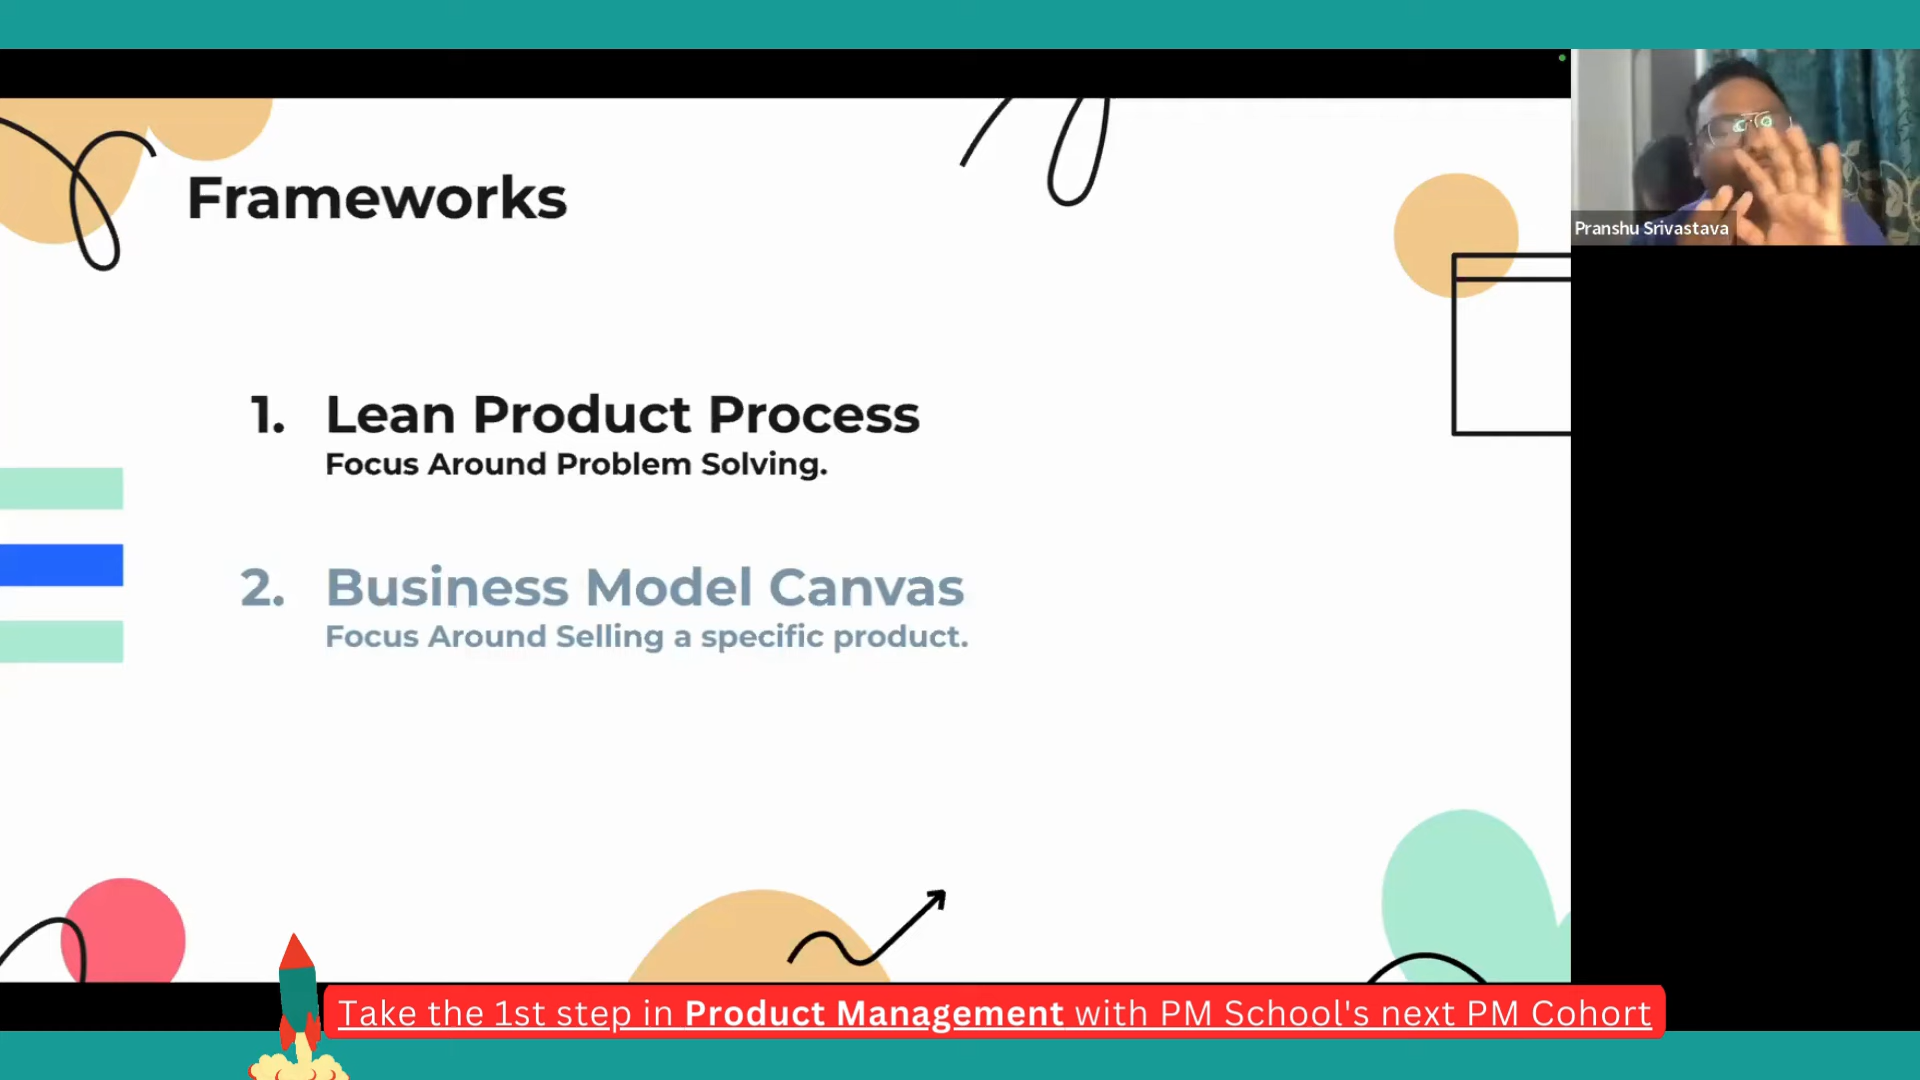 Frameworks
Pranshu Srivastava
1. Lean Product Process
Focus Around Problem Solving.
2. Business Model Canvas
Focus Around Selling a specific product.
Take the 1st step in Product Management with PM School's next PM Cohort